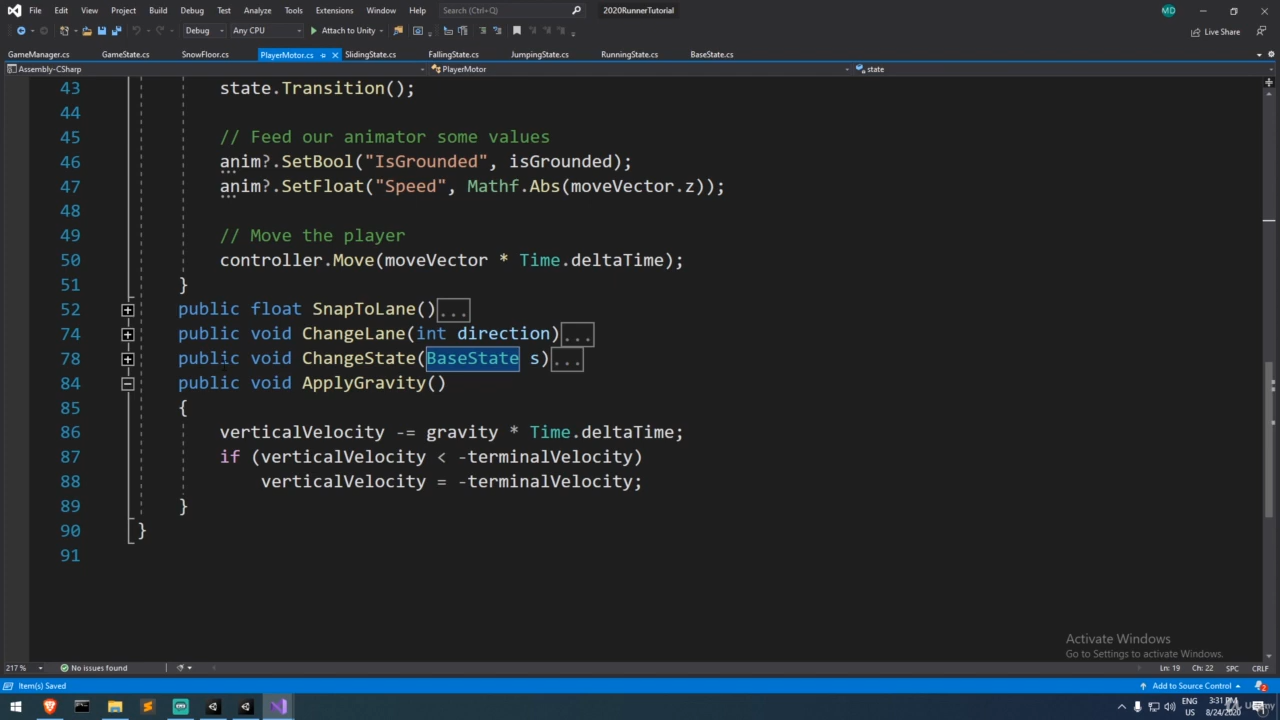 File Edit View Project Build Debug Test Analyze Tools Extensions Window Help Search (Ctrl+Q) 2020RunnerTutorial MD
Debug Any CPU Attach to Unity Live Share
GameManager.cs GameState.cs SnowFloor.cs PlayerMotor.cs SlidingState.cs FallingState.cs JumpingState.cs RunningState.cs BaseState.cs
Assembly-CSharp PlayerMotor state
43 state.Transition();
44
45 // Feed our animator some values
46 anim?.SetBool("IsGrounded", isGrounded);
47 anim?.SetFloat("Speed", Mathf.Abs(moveVector.z));
48
49 // Move the player
50 controller.Move(moveVector * Time.deltaTime);
51 }
52 public float SnapToLane()...
74 public void ChangeLane(int direction)...
78 public void ChangeState(BaseState s)...
84 public void ApplyGravity()
85 {
86 verticalVelocity -= gravity * Time.deltaTime;
87 if (verticalVelocity < -terminalVelocity)
88 verticalVelocity = -terminalVelocity;
89 }
90 }
91
Activate Windows
Go to Settings to activate Windows.
217 % No issues found Ln: 19 Ch: 22 SPC CRLF
Item(s) Saved Add to Source Control 2
ENG 3:31 PM
US 8/24/2020
Udemy